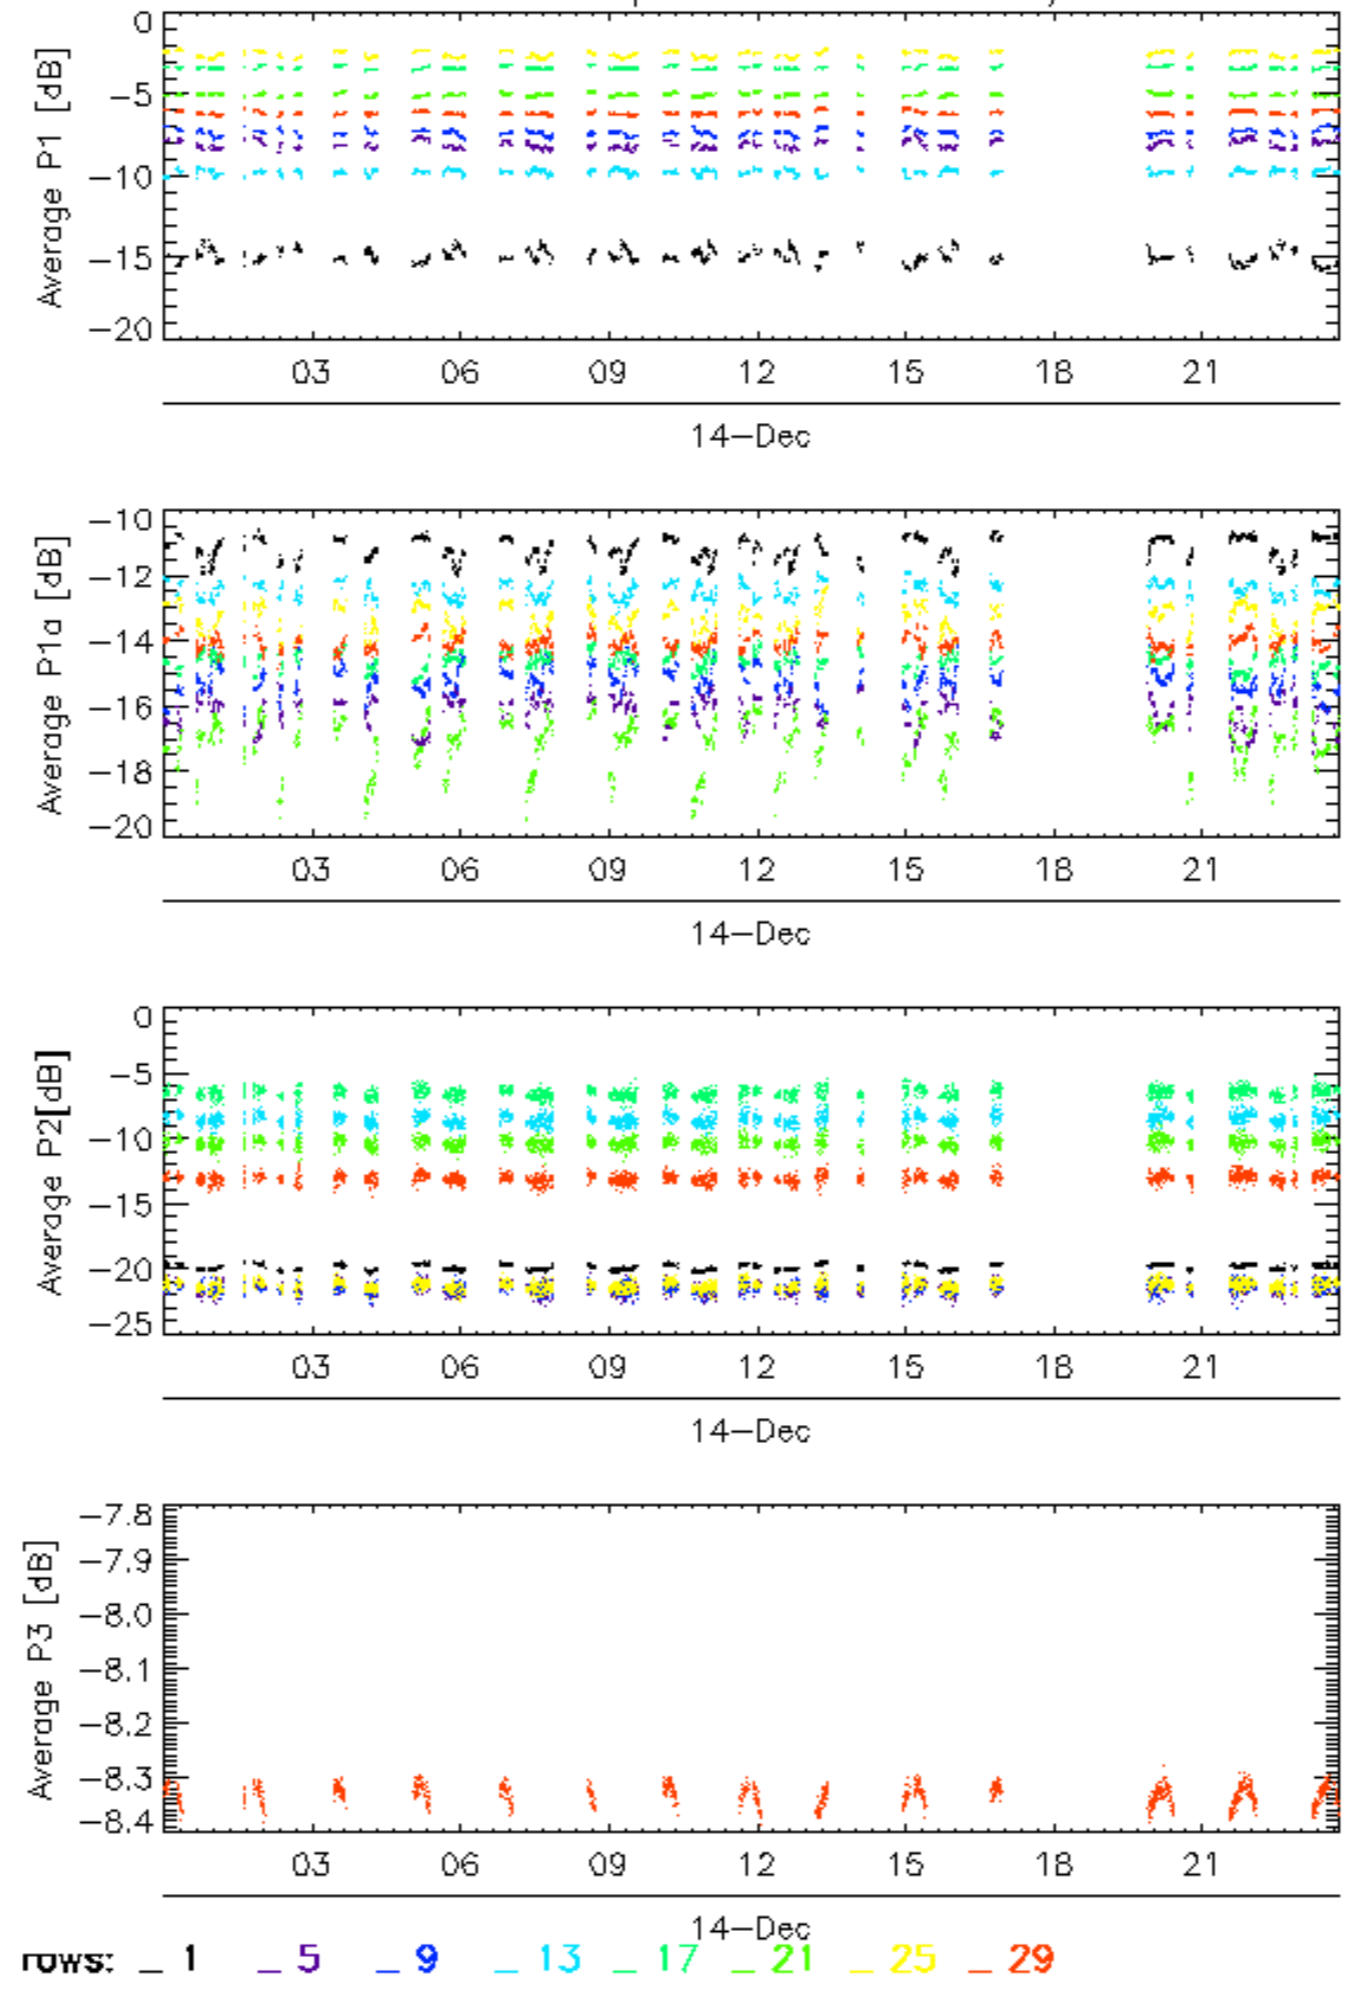 0
−5
−10
−15
−20
Average P1 [dB]
03 06 09 12 15 18 21
14−Dec
−10
−12
−14
−16
−18
−20
Average P1a [dB]
03 06 09 12 15 18 21
14−Dec
0
−5
−10
−15
−20
−25
Average P2[dB]
03 06 09 12 15 18 21
14−Dec
−7.8
−7.9
−8.0
−8.1
−8.2
−8.3
−8.4
Average P3 [dB]
03 06 09 12 15 18 21
14−Dec
rows: _ 1 _ 5 _ 9 _ 13 _ 17 _ 21 _ 25 _ 29